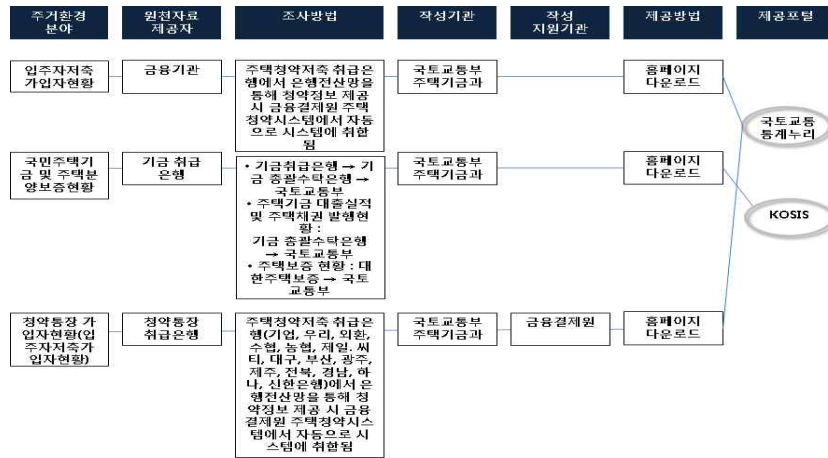 주거환경
분야
원천자료
제공자
조사방법
작성기관
작성
지원기관
제공방법
제공포털
입주자저축
가입자현황
금융기관
주택청약저축 취급은
행에서 은행전산망을
통해 청약정보 제공
시 금융결제원 주택
청약시스템에서 자동
으로 시스템에 취합
됨
국토교통부
주택기금과
홈페이지
다운로드
국토교통
통계누리
국민주택기
금 및 주택분
양보증현황
기금 취급
은행
• 기금취급은행 → 기
금 총괄수탁은행 →
국토교통부
• 주택기금 대출실적
및 주택채권 발행현
황 :
기금 총괄수탁은행
→ 국토교통부
• 주택보증 현황 : 대
한주택보증 → 국토
교통부
국토교통부
주택기금과
홈페이지
다운로드
KOSIS
청약통장 가
입자현황(입
주자저축가
입자현황)
청약통장
취급은행
주택청약저축 취급은
행(기업, 우리, 외환,
수협, 농협, 제일. 씨
티, 대구, 부산, 광주,
제주, 전북, 경남, 하
나, 신한은행)에서 은
행전산망을 통해 청
약정보 제공 시 금융
결제원 주택청약시스
템에서 자동으로 시
스템에 취합됨
국토교통부
주택기금과
금융결제원
홈페이지
다운로드